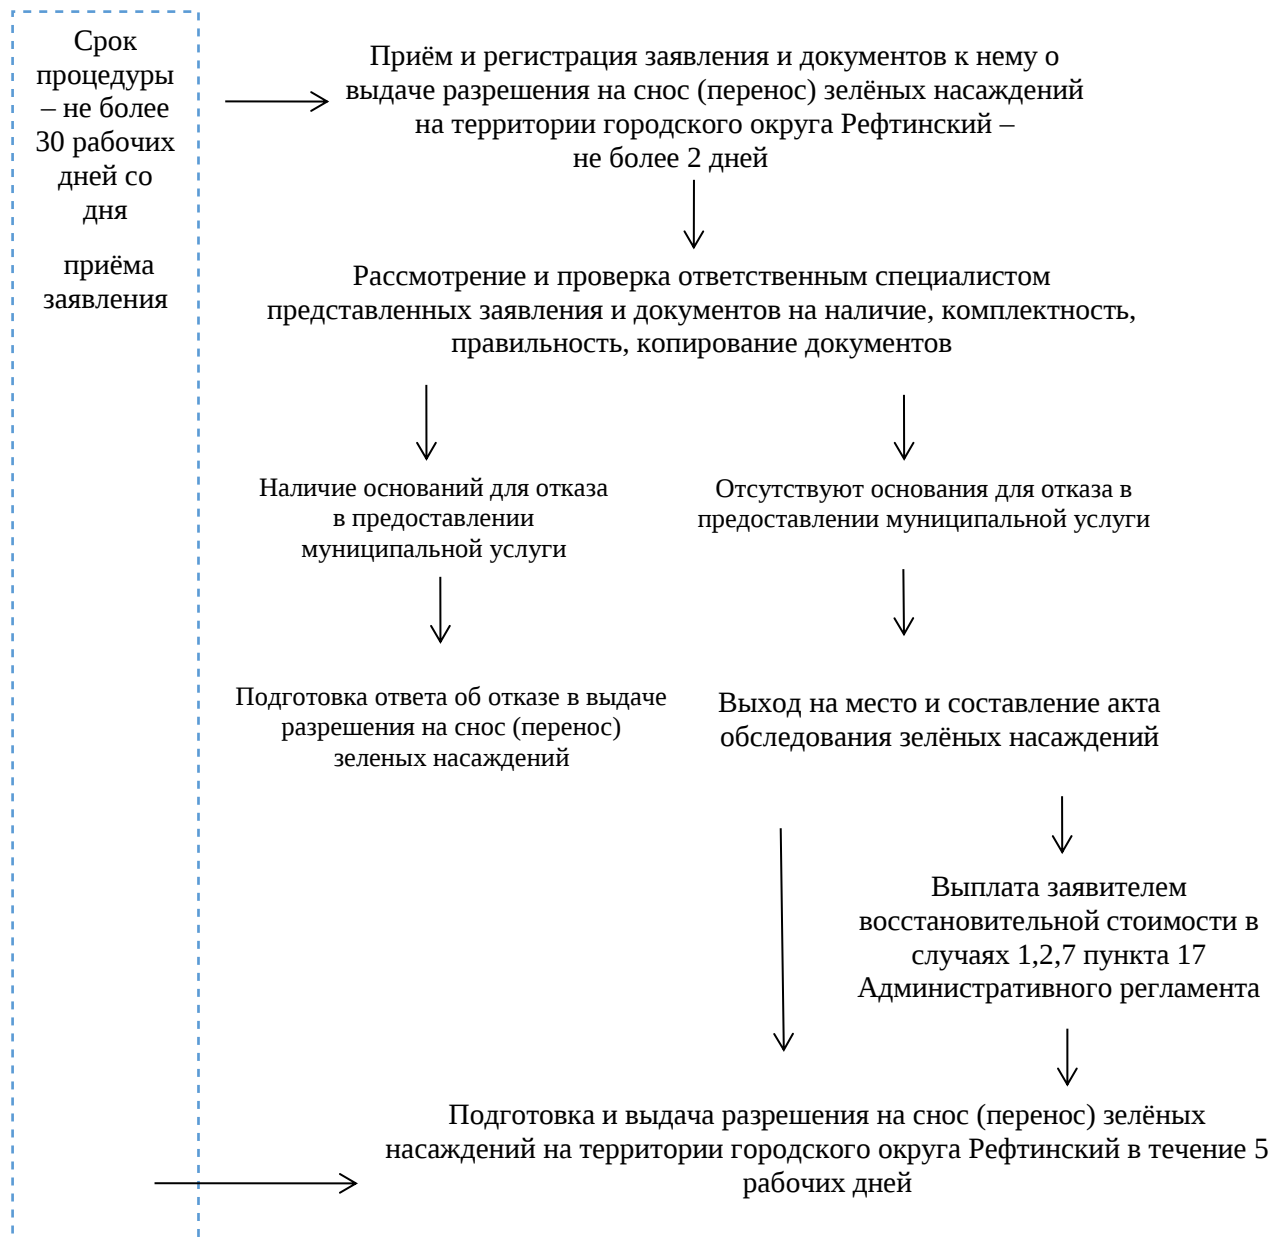 Срок
процедуры
– не более
30 рабочих
дней со
дня
приёма
заявления
Приём и регистрация заявления и документов к нему о
выдаче разрешения на снос (перенос) зелёных насаждений
на территории городского округа Рефтинский –
не более 2 дней
Рассмотрение и проверка ответственным специалистом
представленных заявления и документов на наличие, комплектность,
правильность, копирование документов
Наличие оснований для отказа
в предоставлении
муниципальной услуги
Отсутствуют основания для отказа в
предоставлении муниципальной услуги
Подготовка ответа об отказе в выдаче
разрешения на снос (перенос)
зеленых насаждений
Выход на место и составление акта
обследования зелёных насаждений
Выплата заявителем
восстановительной стоимости в
случаях 1,2,7 пункта 17
Административного регламента
Подготовка и выдача разрешения на снос (перенос) зелёных
насаждений на территории городского округа Рефтинский в течение 5
рабочих дней